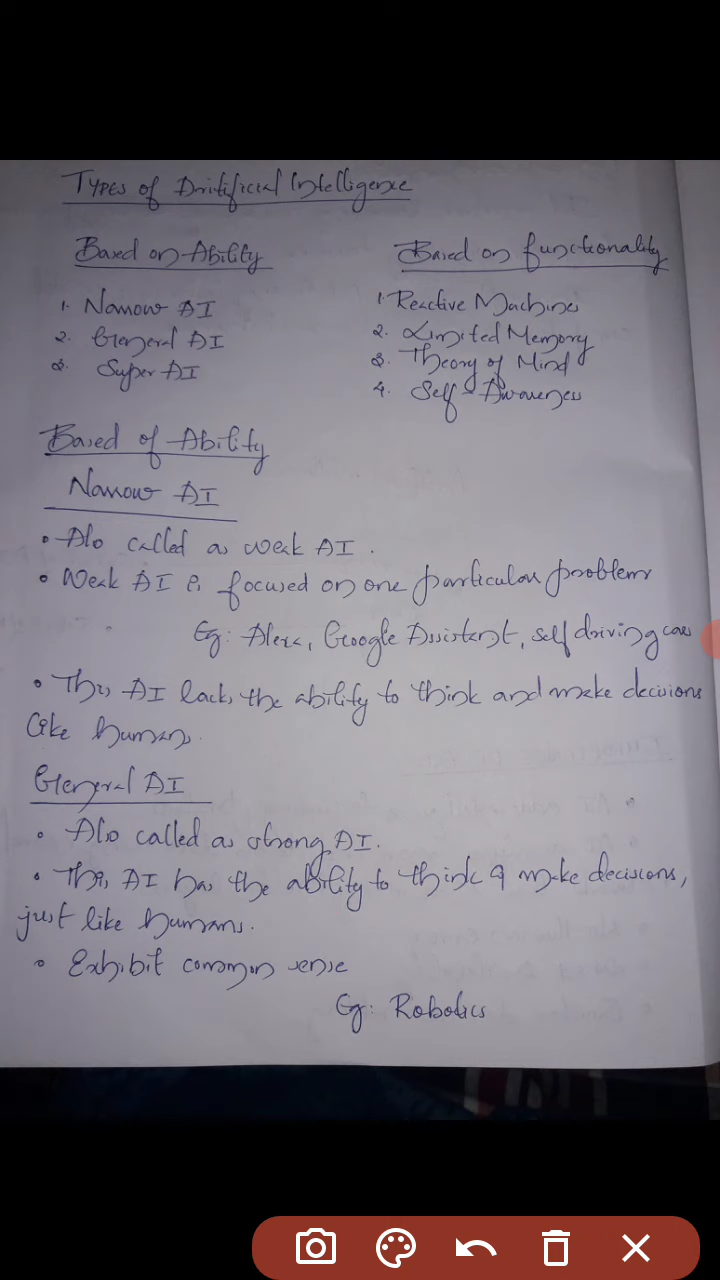 Types of Artificial Intelligence
Based on Ability
1. Narrow AI
2. General AI
3. Super AI
Based on functionality
1. Reactive Machines
2. Limited Memory
3. Theory of Mind
4. Self-Awareness
Based of Ability
Narrow AI
• Also called as weak AI.
• Weak AI is focused on one particular problem
Eg: Alexa, Google Assistant, self driving cars
• This AI lacks the ability to think and make decisions
like humans.
General AI
• Also called as strong AI.
• This AI has the ability to think & make decisions,
just like humans.
• Exhibit common sense
Eg: Robotics